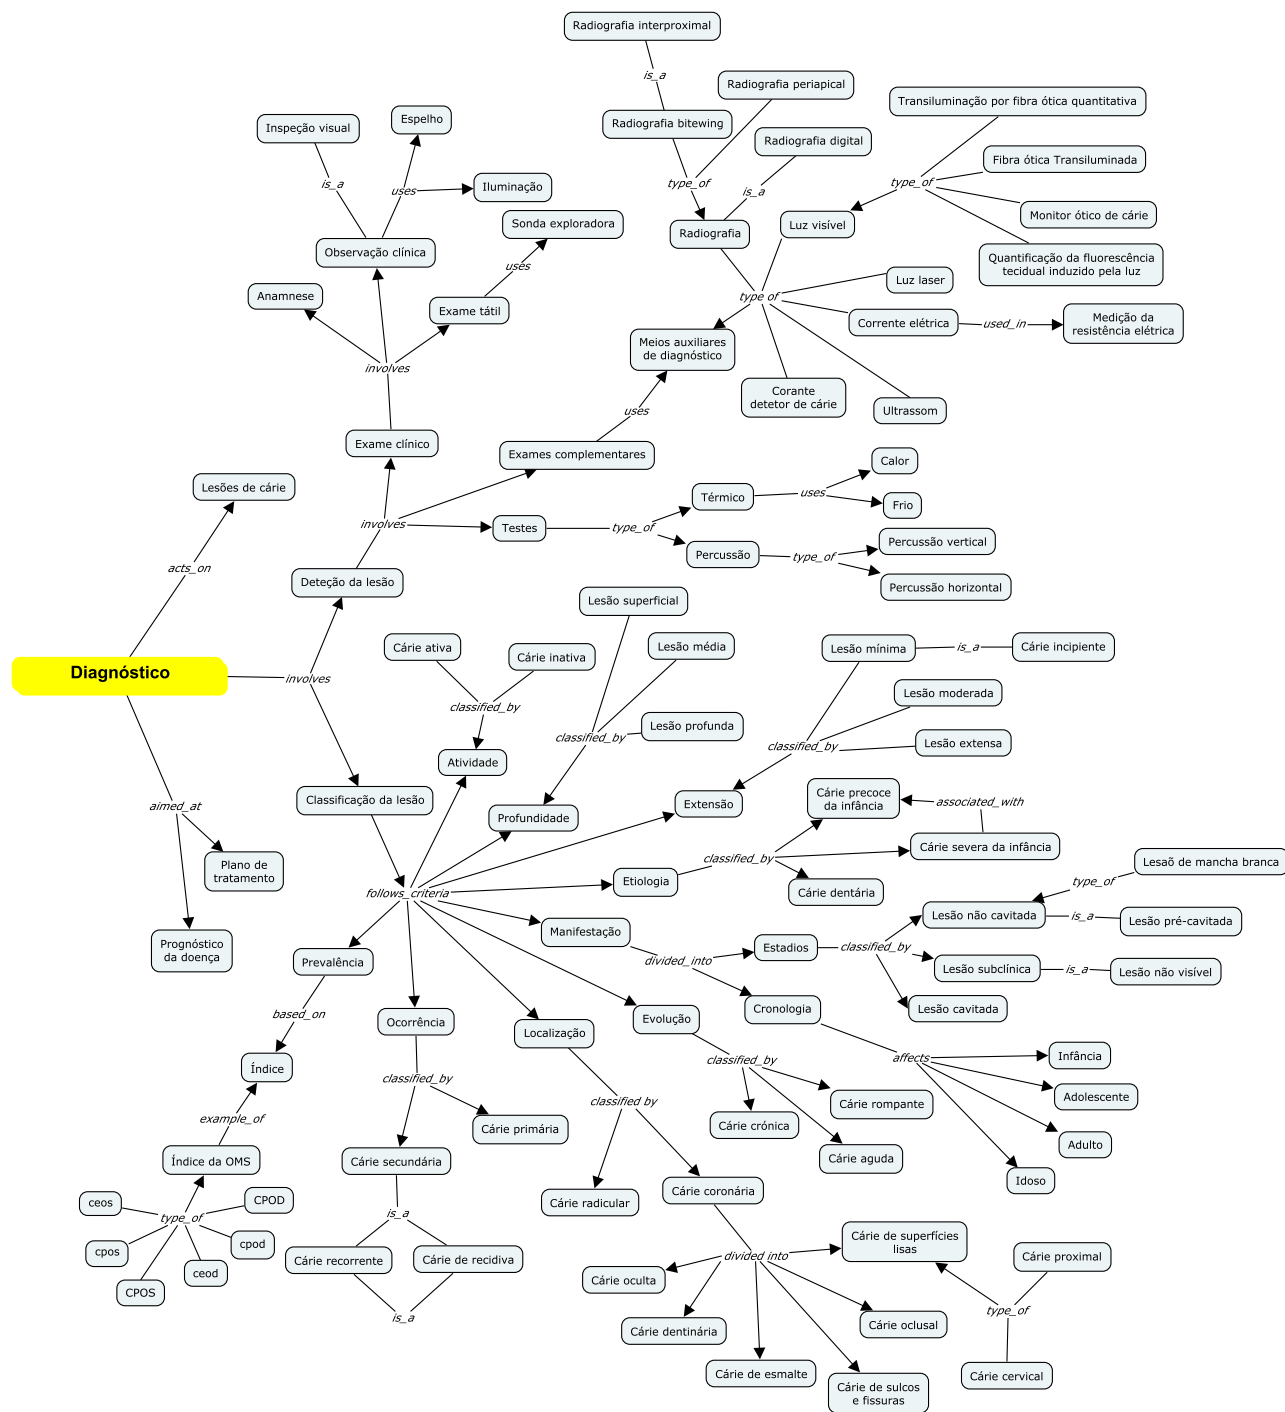 Radiografia interproximal
is_a
Radiografia periapical
Radiografia bitewing
Transiluminação por fibra ótica quantitativa
Inspeção visual
Espelho
Radiografia digital
Fibra ótica Transiluminada
is_a
uses
Iluminação
type_of
is_a
type_of
Monitor ótico de cárie
Sonda exploradora
Radiografia
Luz visível
Observação clínica
Quantificação da fluorescência
tecidual induzido pela luz
uses
Luz laser
Anamnese
Exame tátil
type of
Corrente elétrica
used_in
Medição da
resistência elétrica
Meios auxiliares
de diagnóstico
involves
Corante
detetor de cárie
Ultrassom
uses
Exame clínico
Exames complementares
Calor
Lesões de cárie
Térmico
uses
Frio
involves
Testes
type_of
Percussão vertical
Percussão
type_of
acts_on
Deteção da lesão
Percussão horizontal
Lesão superficial
Cárie ativa
Cárie inativa
Lesão média
Lesão mínima
is_a
Cárie incipiente
Diagnóstico
involves
Lesão moderada
classified_by
Lesão profunda
classified_by
Lesão extensa
classified_by
Atividade
Classificação da lesão
Extensão
Cárie precoce
da infância
associated_with
aimed_at
Profundidade
Plano de
tratamento
Cárie severa da infância
classified_by
Lesaõ de mancha branca
Etiologia
type_of
follows_criteria
Cárie dentária
Lesão não cavitada
is_a
Lesão pré-cavitada
Manifestação
Prognóstico
da doença
Estadios
classified_by
Prevalência
divided_into
Lesão subclínica
is_a
Lesão não visível
Cronologia
Lesão cavitada
based_on
Ocorrência
Localização
Evolução
Índice
classified_by
classified_by
affects
Infância
Adolescente
example_of
classified by
Cárie rompante
Cárie primária
Cárie crónica
Adulto
Índice da OMS
Cárie secundária
Cárie aguda
Idoso
Cárie coronária
ceos
CPOD
Cárie radicular
type_of
is_a
cpos
cpod
Cárie recorrente
Cárie de recidiva
divided into
Cárie de superfícies
lisas
Cárie proximal
CPOS
ceod
Cárie oculta
is_a
type_of
Cárie dentinária
Cárie oclusal
Cárie de esmalte
Cárie de sulcos
e fissuras
Cárie cervical